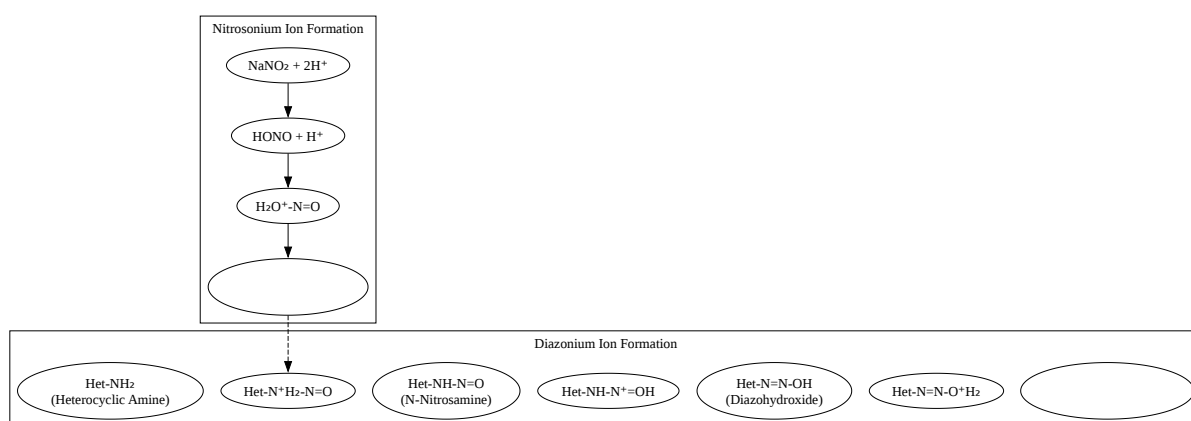 Nitrosonium Ion Formation
NaNO₂ + 2H⁺
HONO + H⁺
H₂O⁺-N=O
Diazonium Ion Formation
Het-NH₂
(Heterocyclic Amine)
Het-N⁺H₂-N=O
Het-NH-N=O
(N-Nitrosamine)
Het-NH-N⁺=OH
Het-N=N-OH
(Diazohydroxide)
Het-N=N-O⁺H₂